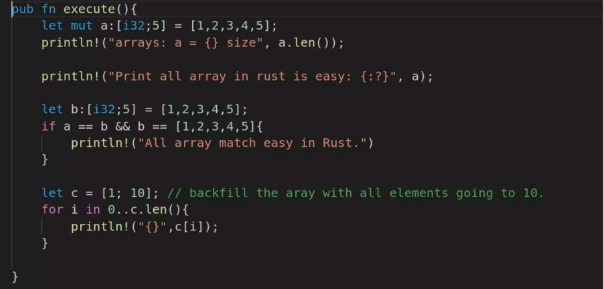 pub fn execute(){
    let mut a:[i32;5] = [1,2,3,4,5];
    println!("arrays: a = {} size", a.len());
    println!("Print all array in rust is easy: {:?}", a);
    let b:[i32;5] = [1,2,3,4,5];
    if a == b && b == [1,2,3,4,5]{
        println!("All array match easy in Rust.")
    }
    let c = [1; 10]; // backfill the aray with all elements going to 10.
    for i in 0..c.len(){
        println!("{}",c[i]);
    }
}